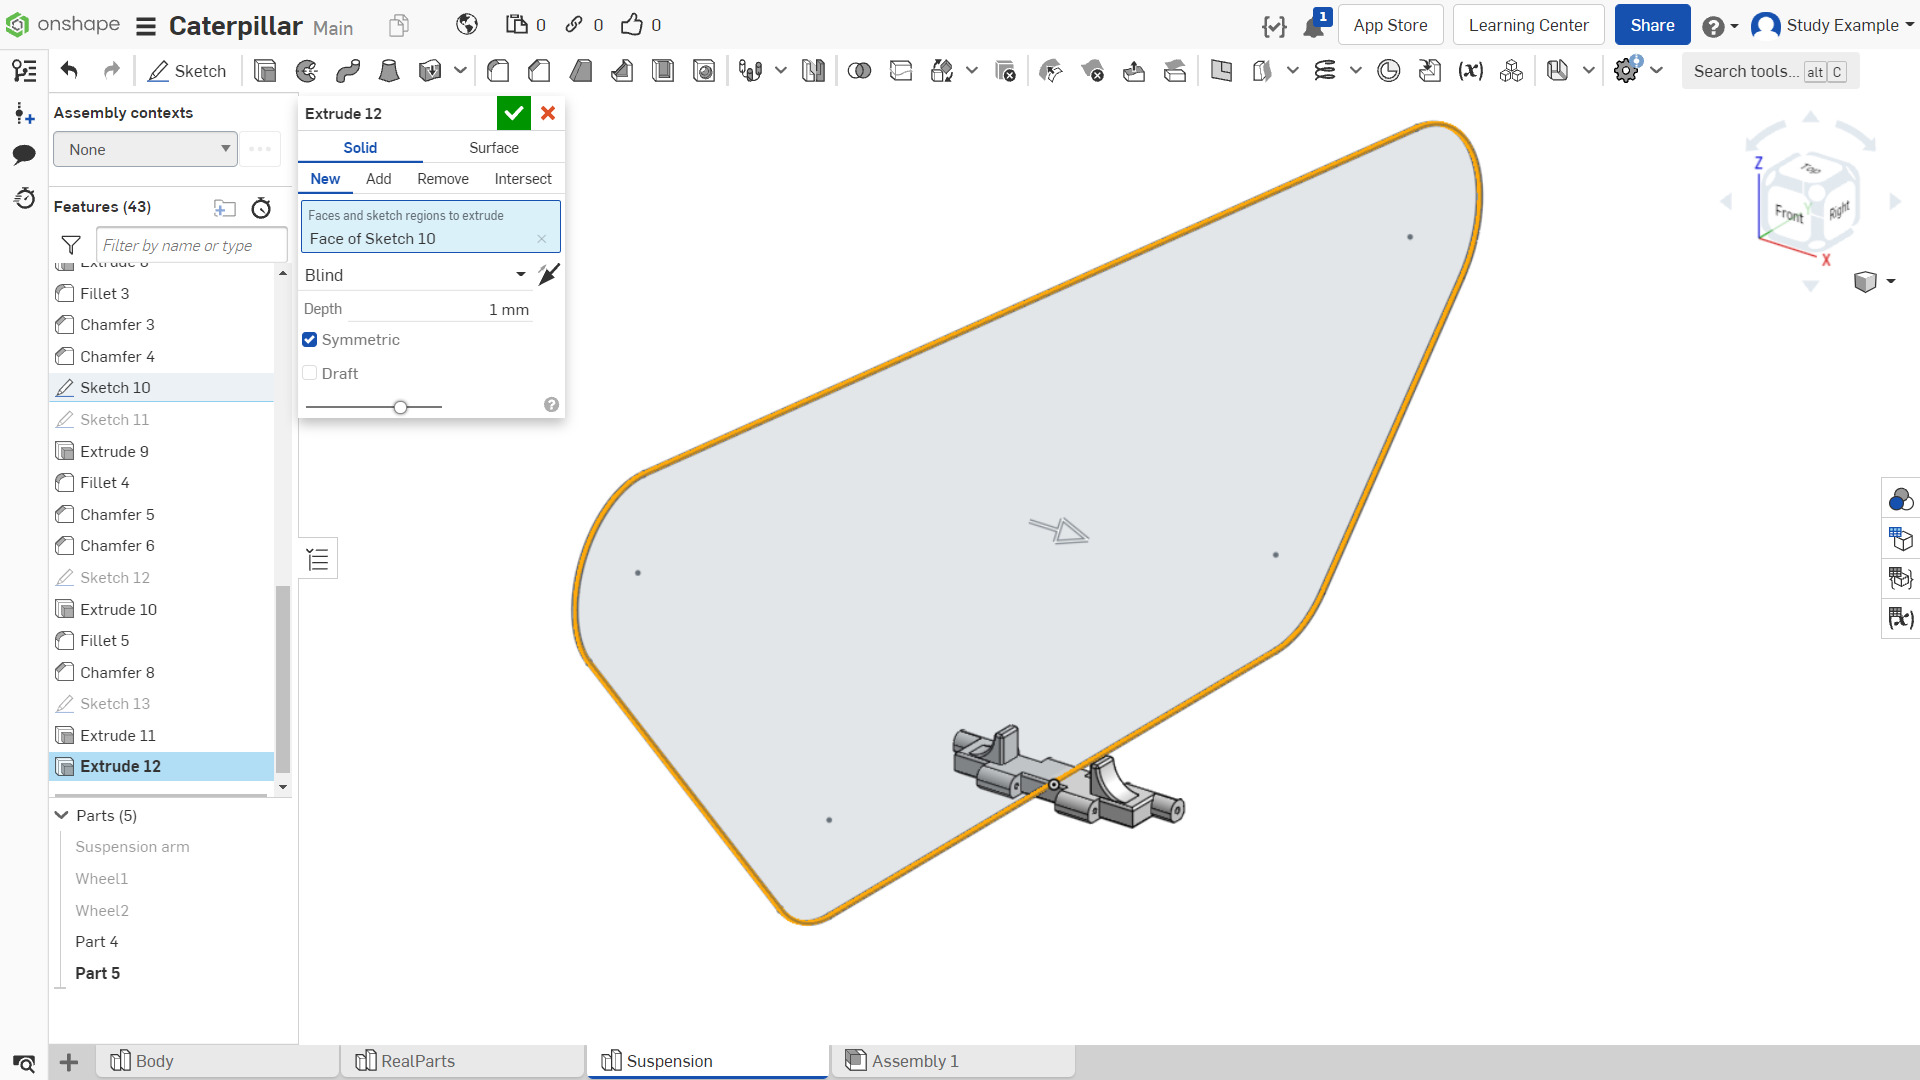 onshape Caterpillar Main 0 0 0 1 App Store Learning Center Share Study Example
Sketch Search tools... alt C
Assembly contexts
None
Features (43)
Filter by name or type
Extrude 8
Fillet 3
Chamfer 3
Chamfer 4
Sketch 10
Sketch 11
Extrude 9
Fillet 4
Chamfer 5
Chamfer 6
Sketch 12
Extrude 10
Fillet 5
Chamfer 8
Sketch 13
Extrude 11
Extrude 12
Parts (5)
Suspension arm
Wheel1
Wheel2
Part 4
Part 5
Extrude 12
Solid Surface
New Add Remove Intersect
Faces and sketch regions to extrude
Face of Sketch 10
Blind
Depth 1 mm
Symmetric
Draft
Z
Top
Y
Front Right
X
(x)
Body RealParts Suspension Assembly 1